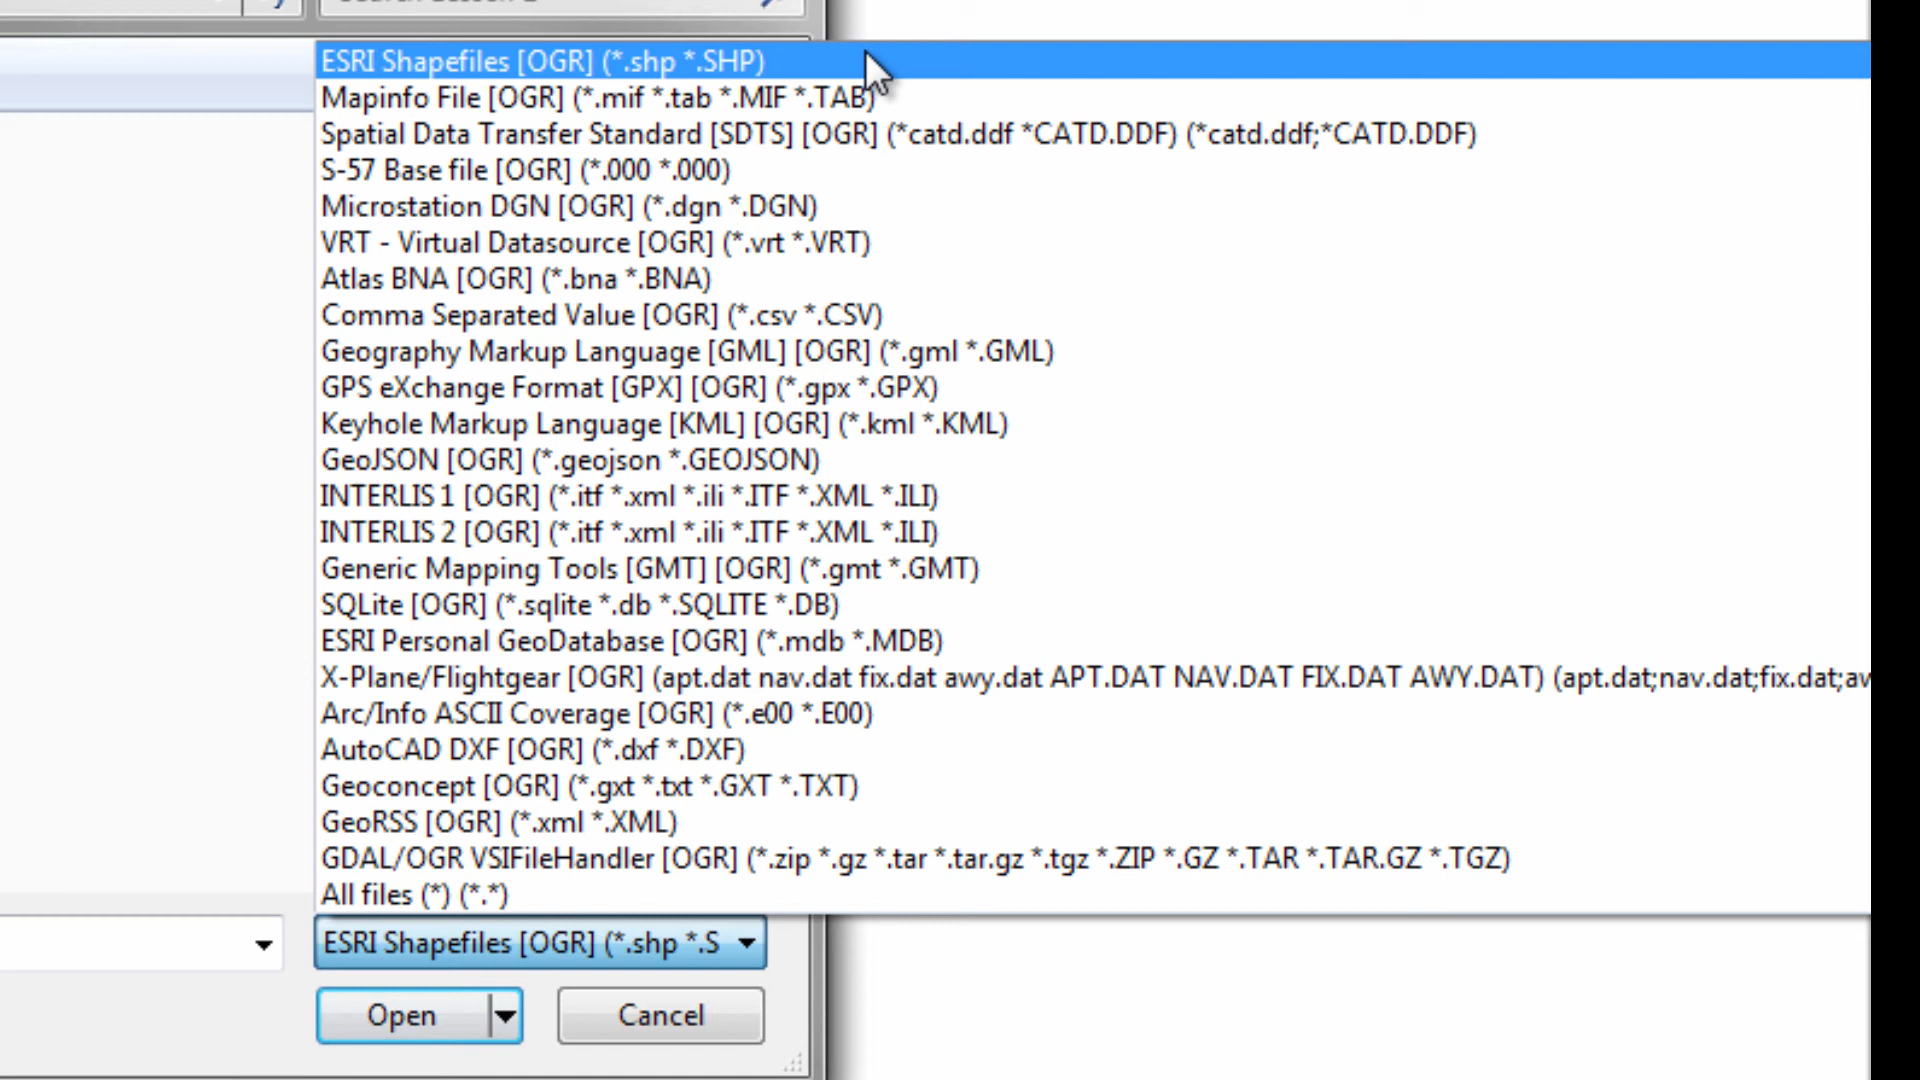 ESRI Shapefiles [OGR] (*.shp *.SHP)
Mapinfo File [OGR] (*.mif *.tab *.MIF *.TAB)
Spatial Data Transfer Standard [SDTS] [OGR] (*catd.ddf *CATD.DDF) (*catd.ddf;*CATD.DDF)
S-57 Base file [OGR] (*.000 *.000)
Microstation DGN [OGR] (*.dgn *.DGN)
VRT - Virtual Datasource [OGR] (*.vrt *.VRT)
Atlas BNA [OGR] (*.bna *.BNA)
Comma Separated Value [OGR] (*.csv *.CSV)
Geography Markup Language [GML] [OGR] (*.gml *.GML)
GPS eXchange Format [GPX] [OGR] (*.gpx *.GPX)
Keyhole Markup Language [KML] [OGR] (*.kml *.KML)
GeoJSON [OGR] (*.geojson *.GEOJSON)
INTERLIS 1 [OGR] (*.itf *.xml *.ili *.ITF *.XML *.ILI)
INTERLIS 2 [OGR] (*.itf *.xml *.ili *.ITF *.XML *.ILI)
Generic Mapping Tools [GMT] [OGR] (*.gmt *.GMT)
SQLite [OGR] (*.sqlite *.db *.SQLITE *.DB)
ESRI Personal GeoDatabase [OGR] (*.mdb *.MDB)
X-Plane/Flightgear [OGR] (apt.dat nav.dat fix.dat awy.dat APT.DAT NAV.DAT FIX.DAT AWY.DAT) (apt.dat;nav.dat;fix.dat;aw
Arc/Info ASCII Coverage [OGR] (*.e00 *.E00)
AutoCAD DXF [OGR] (*.dxf *.DXF)
Geoconcept [OGR] (*.gxt *.txt *.GXT *.TXT)
GeoRSS [OGR] (*.xml *.XML)
GDAL/OGR VSIFileHandler [OGR] (*.zip *.gz *.tar *.tar.gz *.tgz *.ZIP *.GZ *.TAR *.TAR.GZ *.TGZ)
All files (*) (*.*)
ESRI Shapefiles [OGR] (*.shp *.S
Open
Cancel